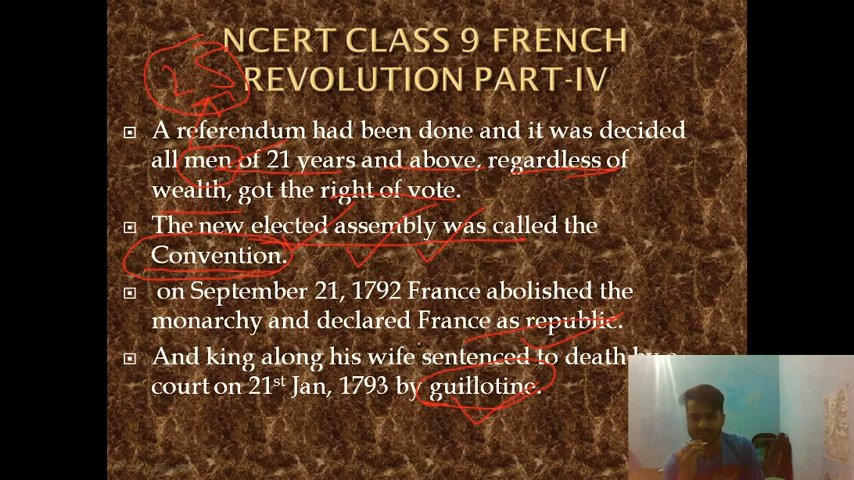 NCERT CLASS 9 FRENCH
REVOLUTION PART-IV
A referendum had been done and it was decided
all men of 21 years and above, regardless of
wealth, got the right of vote.
The new elected assembly was called the
Convention.
on September 21, 1792 France abolished the
monarchy and declared France as republic.
And king along his wife sentenced to death by a
court on 21st Jan, 1793 by guillotine.